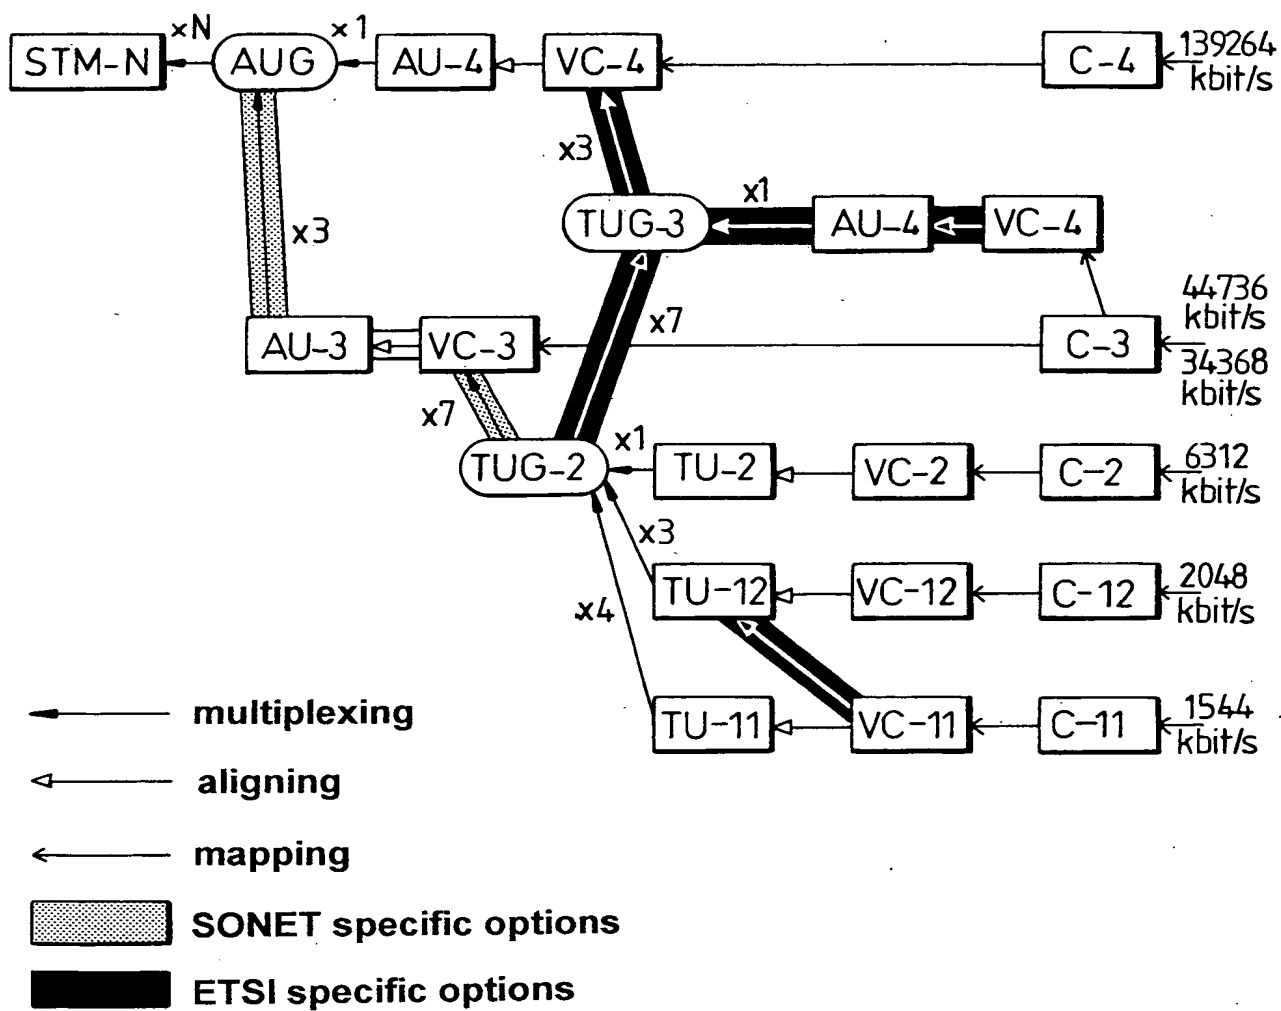 STM-N
xN
AUG
x1
AU-4
VC-4
C-4
139264
kbit/s
x3
x3
TUG-3
x1
AU-4
VC-4
x7
AU-3
VC-3
C-3
44736
kbit/s
34368
kbit/s
x7
TUG-2
x1
TU-2
VC-2
C-2
6312
kbit/s
x3
TU-12
VC-12
C-12
2048
kbit/s
x4
TU-11
VC-11
C-11
1544
kbit/s
multiplexing
aligning
mapping
SONET specific options
ETSI specific options